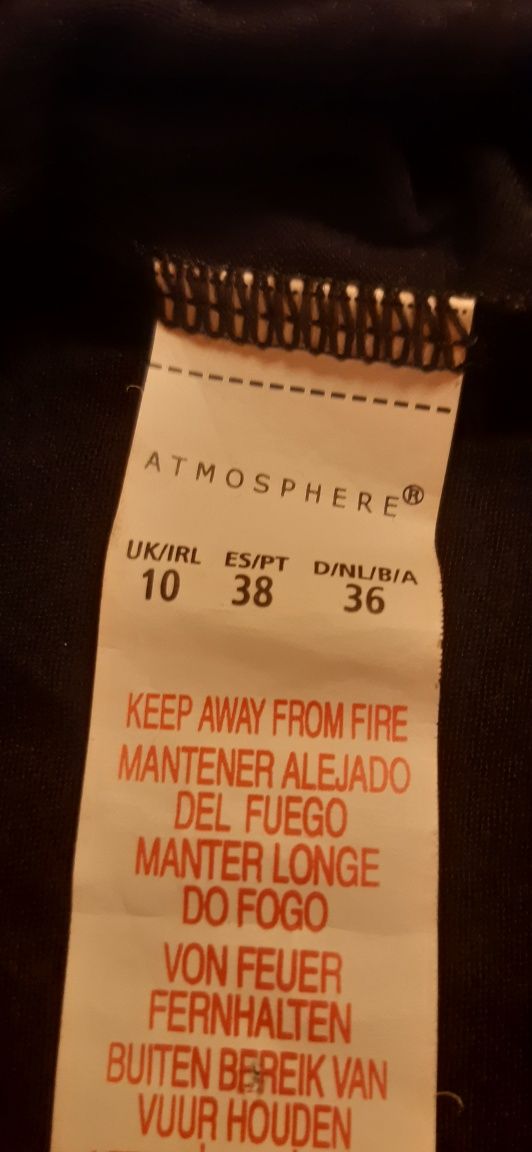 ATMOSPHERE®
UK/IRL ES/PT D/NL/B/A
10 38 36
KEEP AWAY FROM FIRE
MANTENER ALEJADO
DEL FUEGO
MANTER LONGE
DO FOGO
VON FEUER
FERNHALTEN
BUITEN BEREIK VAN
VUUR HOUDEN